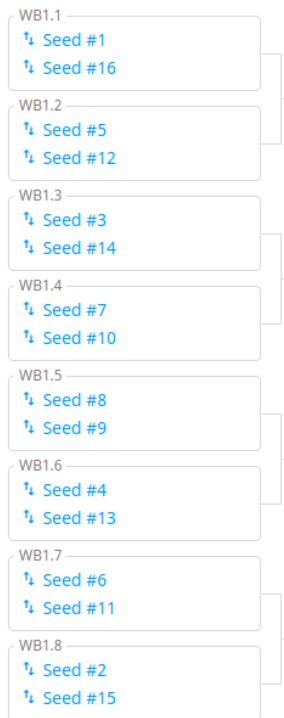 WB1.1
Seed #1
Seed #16
WB1.2
Seed #5
Seed #12
WB1.3
Seed #3
Seed #14
WB1.4
Seed #7
Seed #10
WB1.5
Seed #8
Seed #9
WB1.6
Seed #4
Seed #13
WB1.7
Seed #6
Seed #11
WB1.8
Seed #2
Seed #15